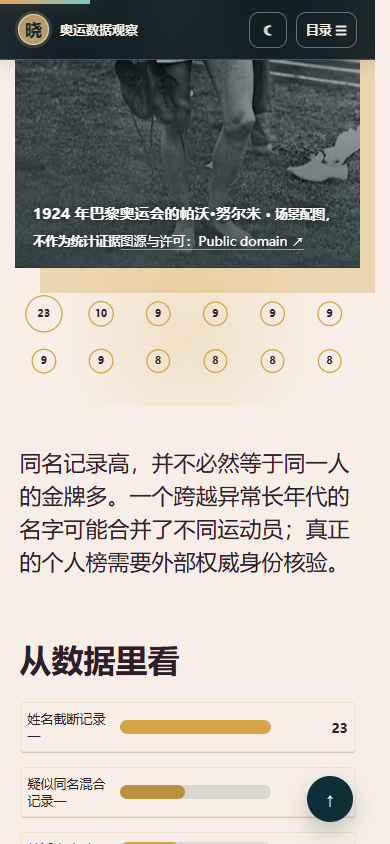 晓 奥运数据观察 目录 ☰
1924 年巴黎奥运会的帕沃·努尔米 · 场景配图，
不作为统计证据图源与许可：Public domain ↗
23 10 9 9 9 9
9 9 8 8 8 8
同名记录高，并不必然等于同一人
的金牌多。一个跨越异常长年代的
名字可能合并了不同运动员；真正
的个人榜需要外部权威身份核验。
从数据里看
姓名截断记录
一 23
疑似同名混合
记录一
↑